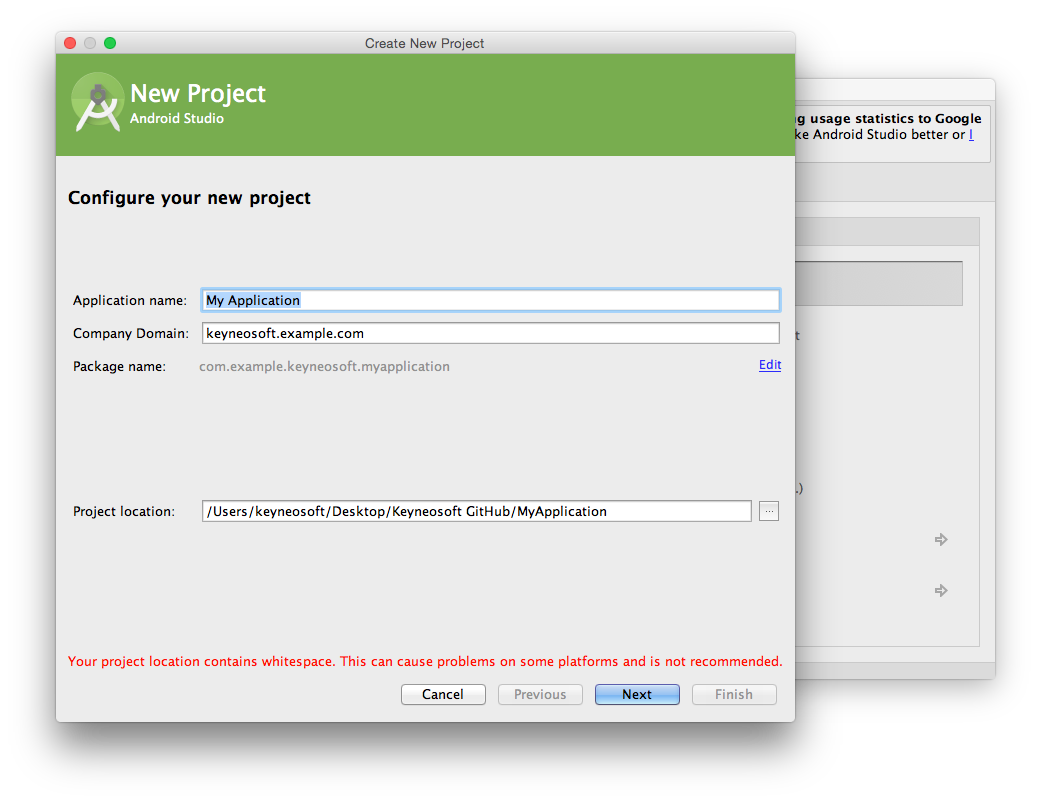 Create New Project
New Project
Android Studio
g usage statistics to Google
ke Android Studio better or I
Configure your new project
Application name: My Application
Company Domain: keyneosoft.example.com
t
Package name: com.example.keyneosoft.myapplication Edit
.)
Project location: /Users/keyneosoft/Desktop/Keyneosoft GitHub/MyApplication ...
Your project location contains whitespace. This can cause problems on some platforms and is not recommended.
Cancel Previous Next Finish